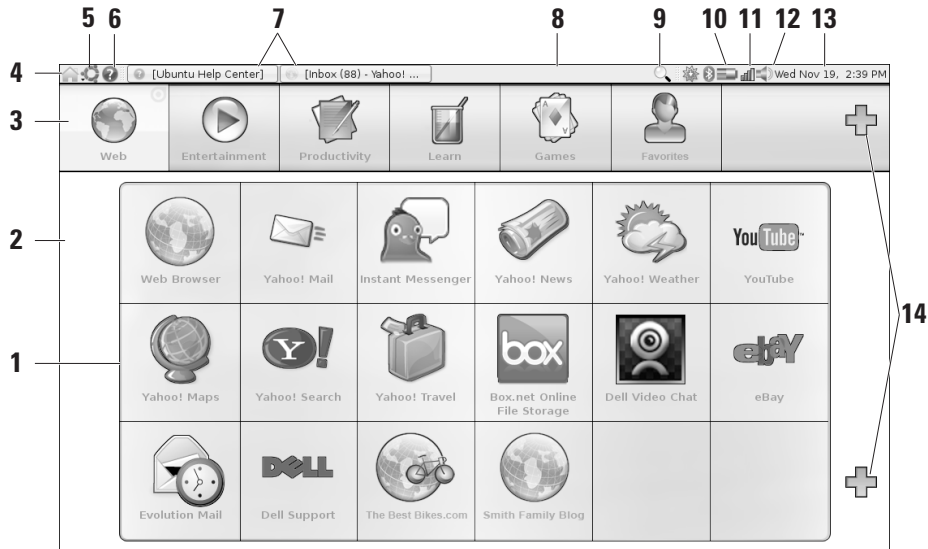 5 6 7 8 9 10 11 12 13
4 [Ubuntu Help Center] [Inbox (88) - Yahoo! ... Wed Nov 19, 2:39 PM
3
Web Entertainment Productivity Learn Games Favorites
2
Web Browser Yahoo! Mail Instant Messenger Yahoo! News Yahoo! Weather YouTube
You Tube
14
1
Y! box ebaY
Yahoo! Maps Yahoo! Search Yahoo! Travel Box.net Online File Storage Dell Video Chat eBay
DELL
Evolution Mail Dell Support The Best Bikes.com Smith Family Blog